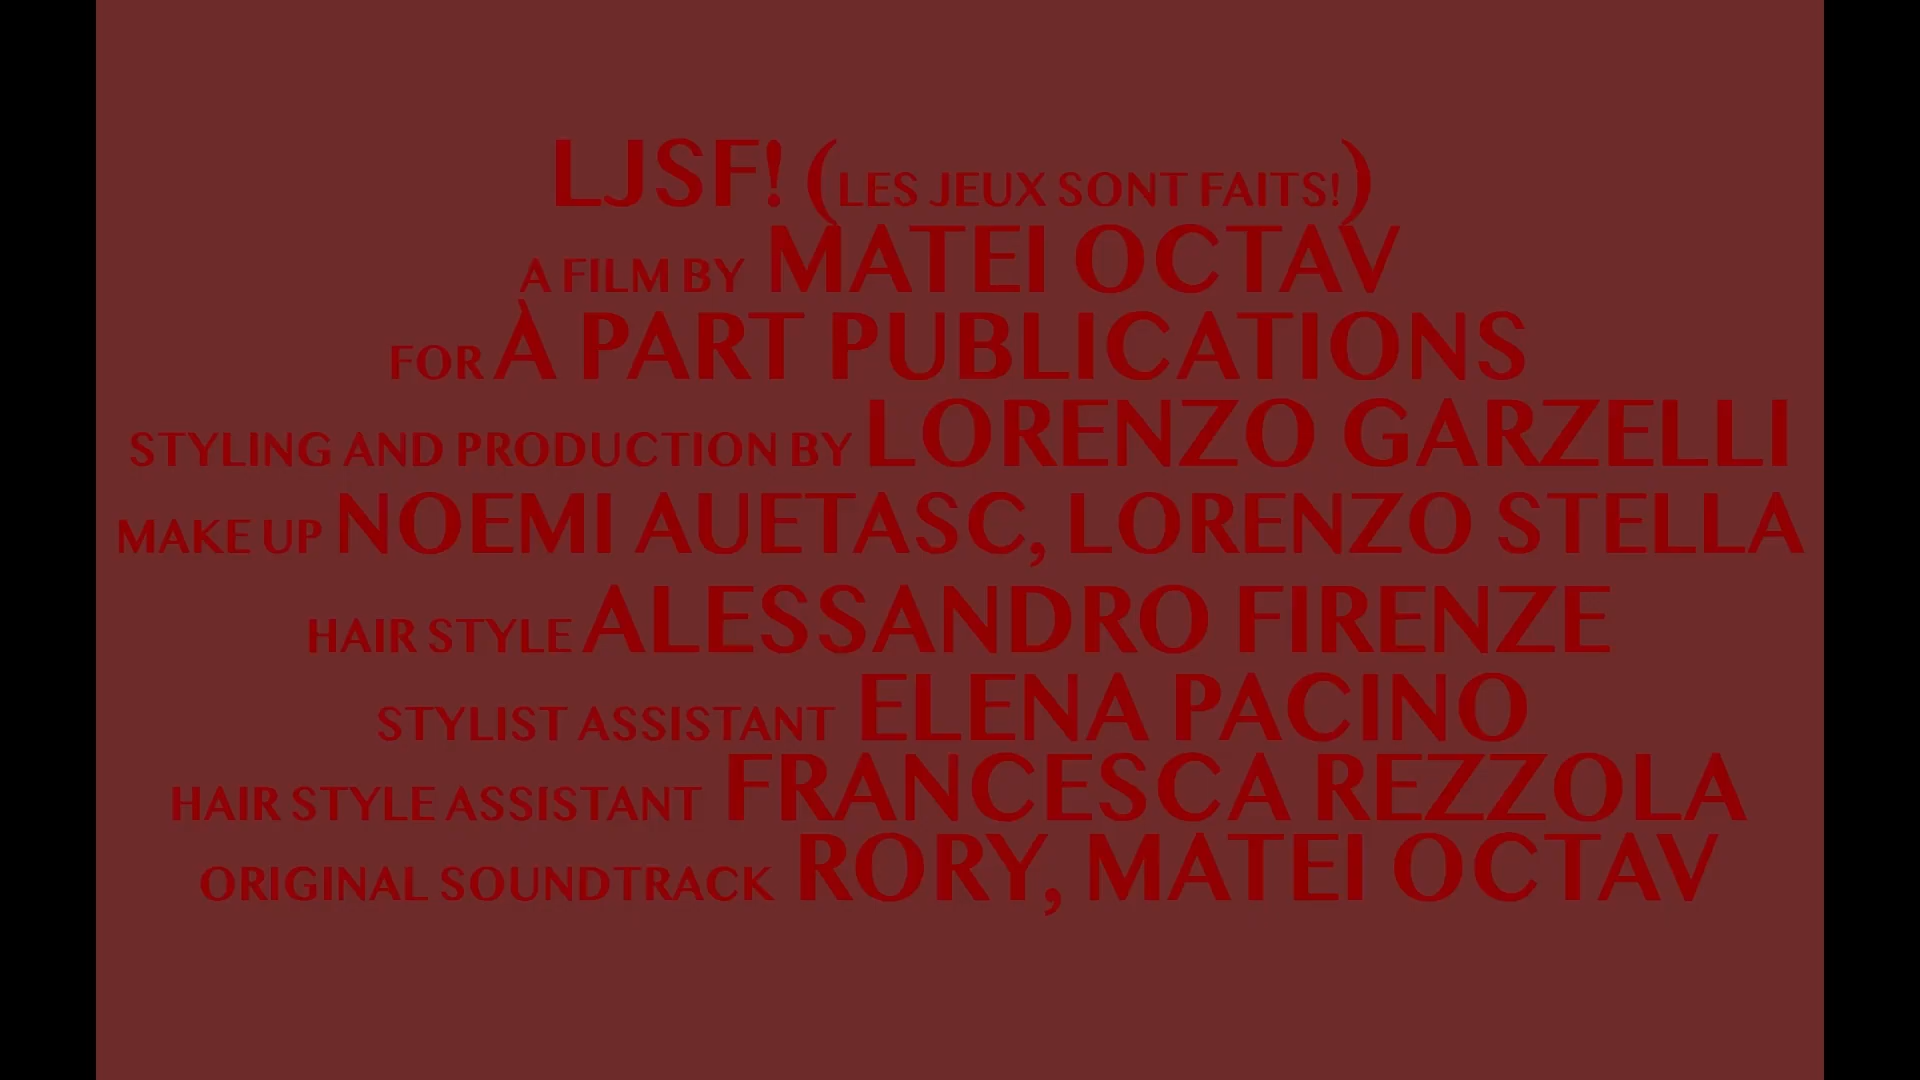 LJSF! (LES JEUX SONT FAITS!)
A FILM BY MATEI OCTAV
FOR À PART PUBLICATIONS
STYLING AND PRODUCTION BY LORENZO GARZELLI
MAKE UP NOEMI AUETASC, LORENZO STELLA
HAIR STYLE ALESSANDRO FIRENZE
STYLIST ASSISTANT ELENA PACINO
HAIR STYLE ASSISTANT FRANCESCA REZZOLA
ORIGINAL SOUNDTRACK RORY, MATEI OCTAV